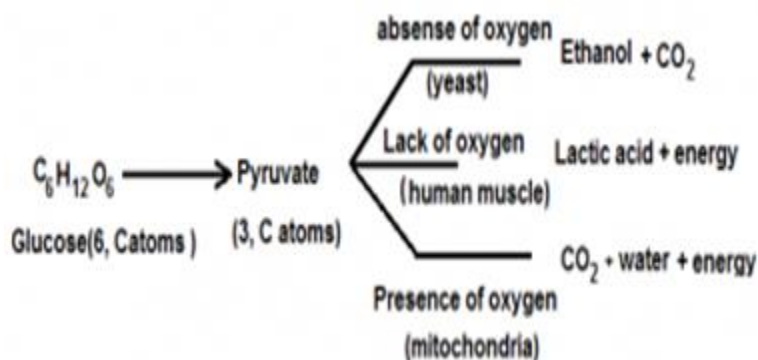 absense of oxygen
Ethanol + CO₂
(yeast)
C₆H₁₂O₆
Pyruvate
Lack of oxygen
Lactic acid + energy
Glucose(6, Catoms )
(3, C atoms)
(human muscle)
CO₂ + water + energy
Presence of oxygen
(mitochondria)